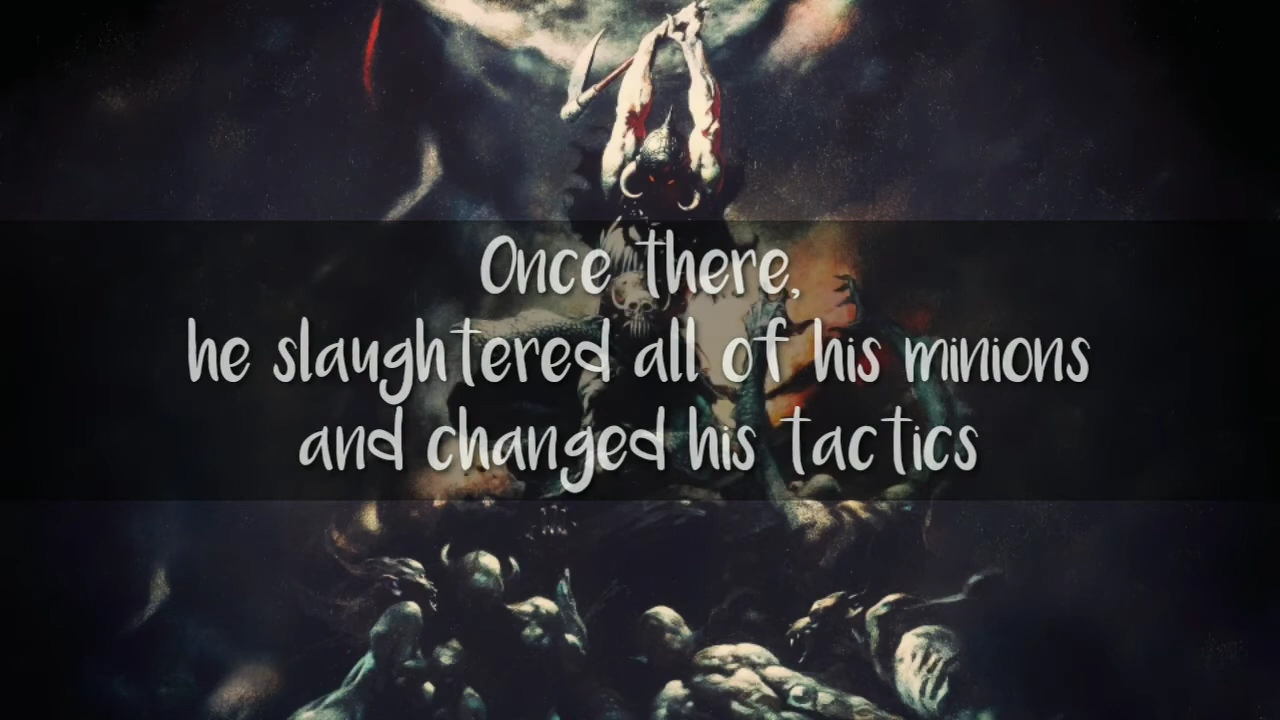 Once there,
he slaughtered all of his minions
and changed his tactics